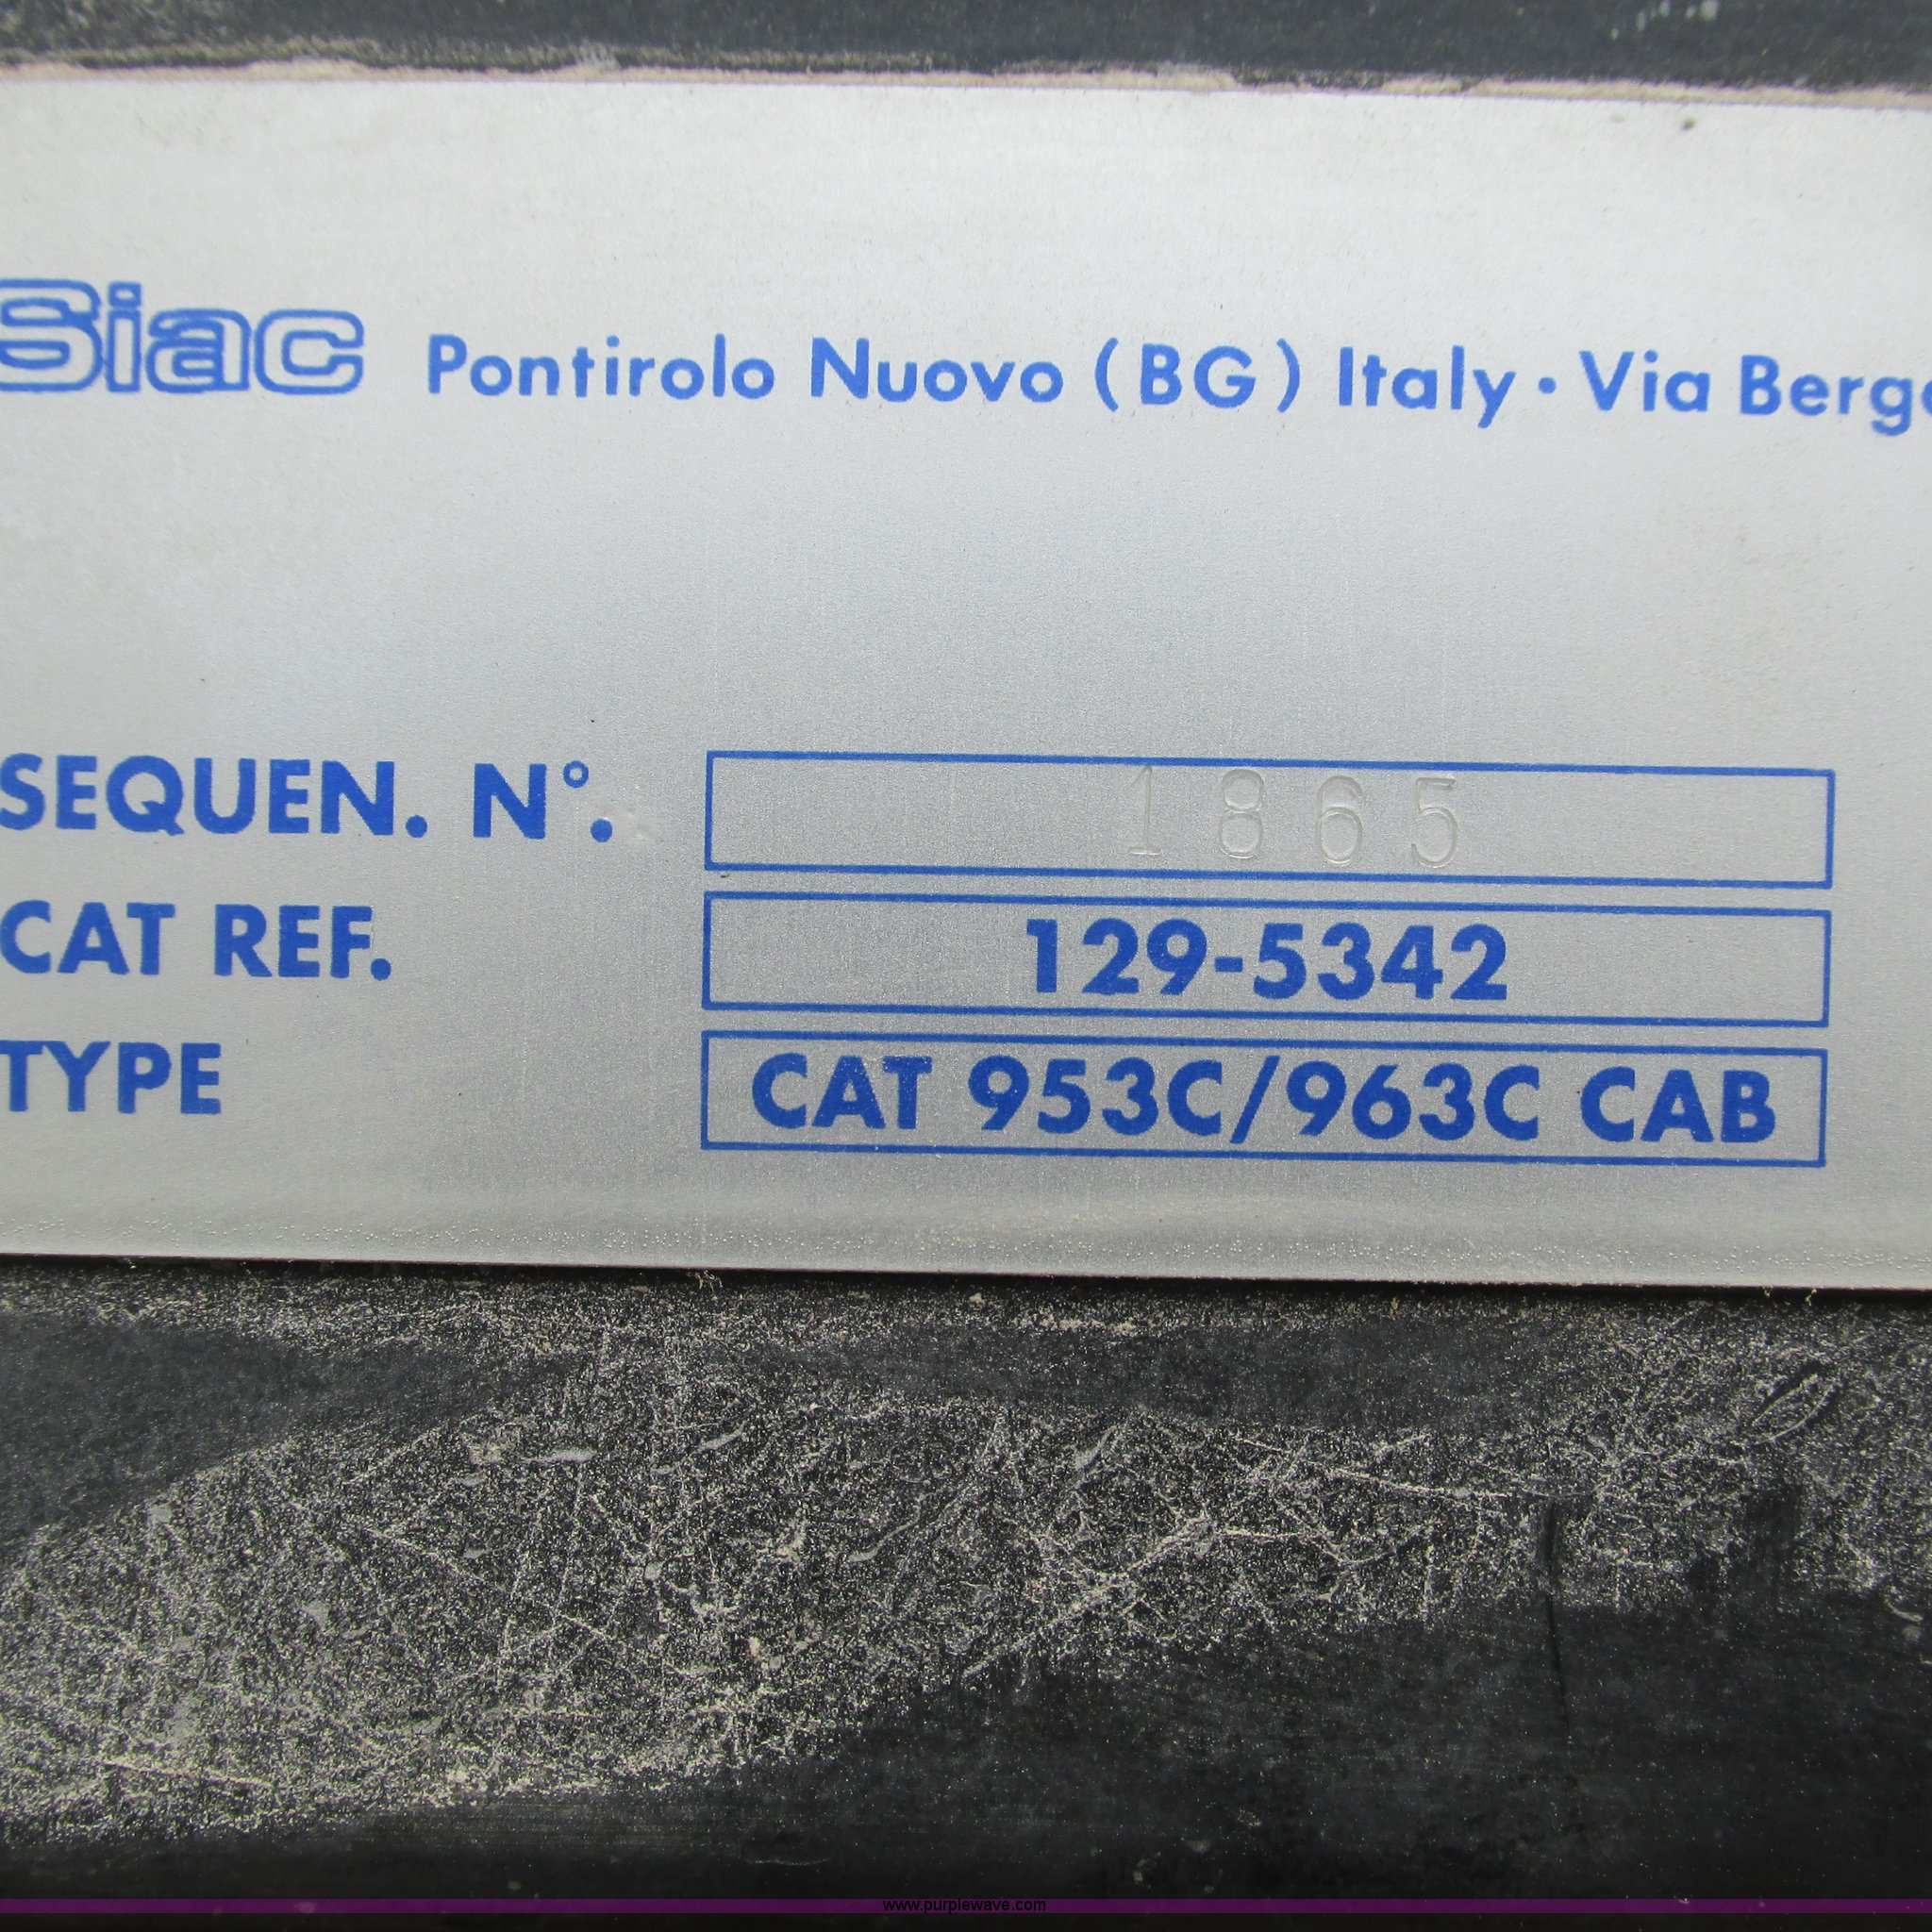 Siac Pontirolo Nuovo (BG) Italy · Via
SEQUEN. N°. 1865
CAT REF. 129-5342
TYPE CAT 953C/963C CAB
www.purplewave.com